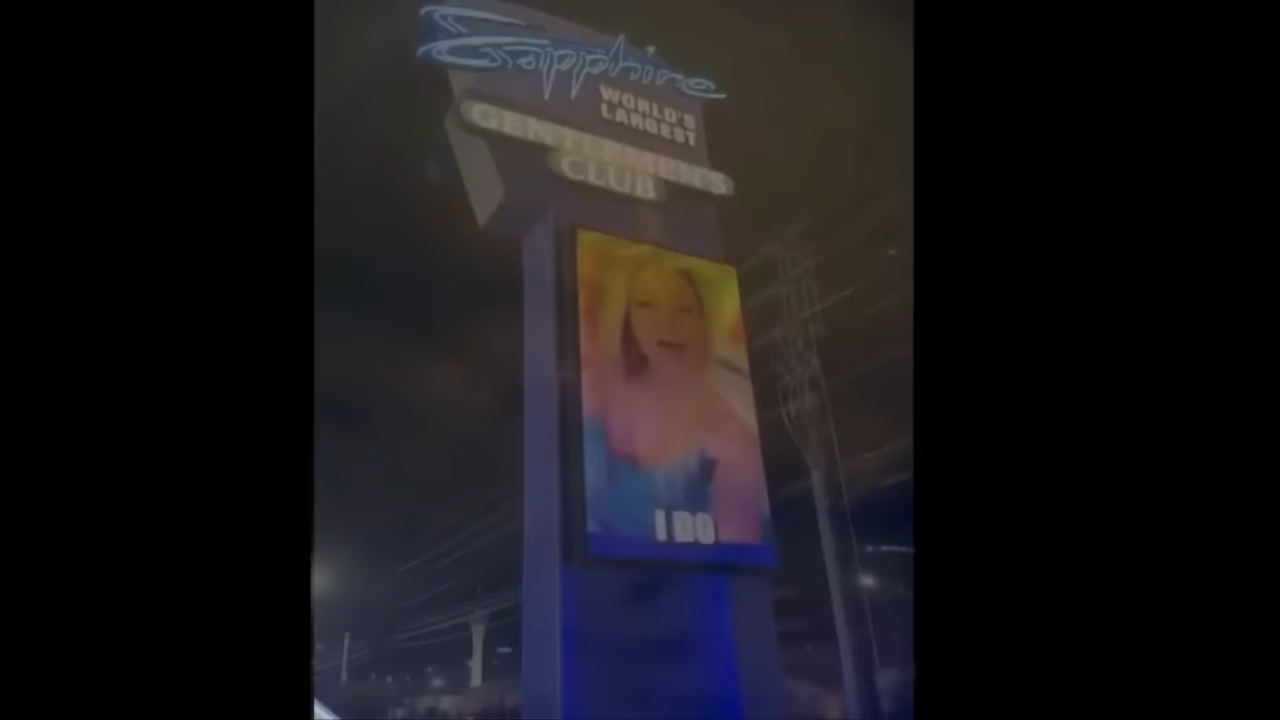 Sapphire
WORLD'S
LARGEST
GENTLEMEN'S
CLUB
I DO